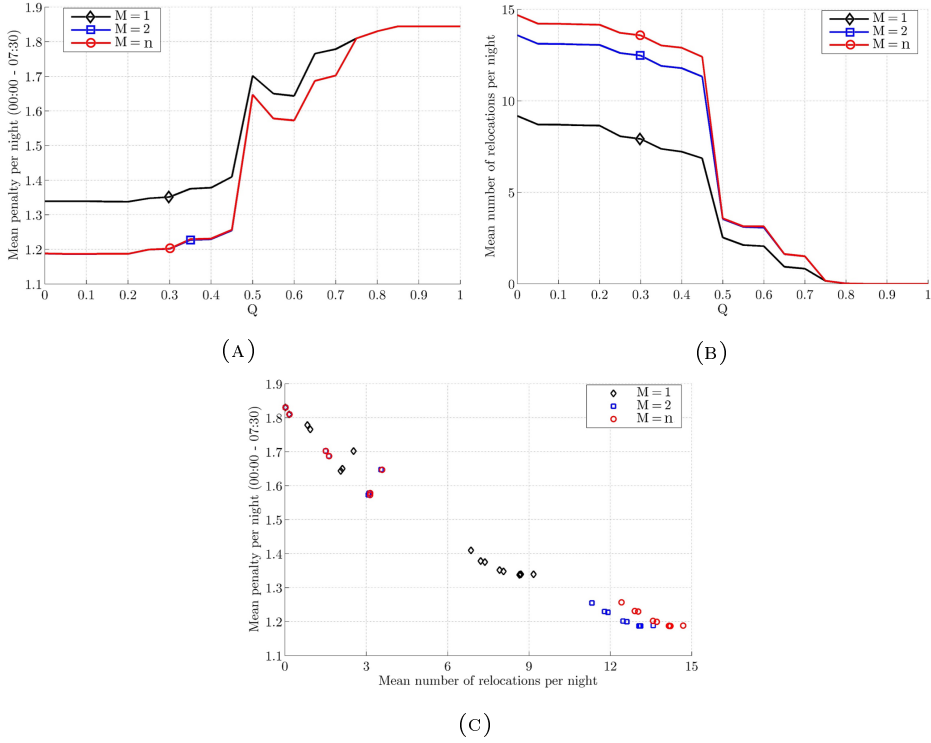 M = 1
M = 2
M = n
Mean penalty per night (00:00 - 07:30)
1.9
1.8
1.7
1.6
1.5
1.4
1.3
1.2
1.1
0 0.1 0.2 0.3 0.4 0.5 0.6 0.7 0.8 0.9 1
Q
(A)
M = 1
M = 2
M = n
Mean number of relocations per night
15
10
5
0
0 0.1 0.2 0.3 0.4 0.5 0.6 0.7 0.8 0.9 1
Q
(B)
M = 1
M = 2
M = n
Mean penalty per night (00:00 - 07:30)
1.9
1.8
1.7
1.6
1.5
1.4
1.3
1.2
1.1
0 3 6 9 12 15
Mean number of relocations per night
(C)